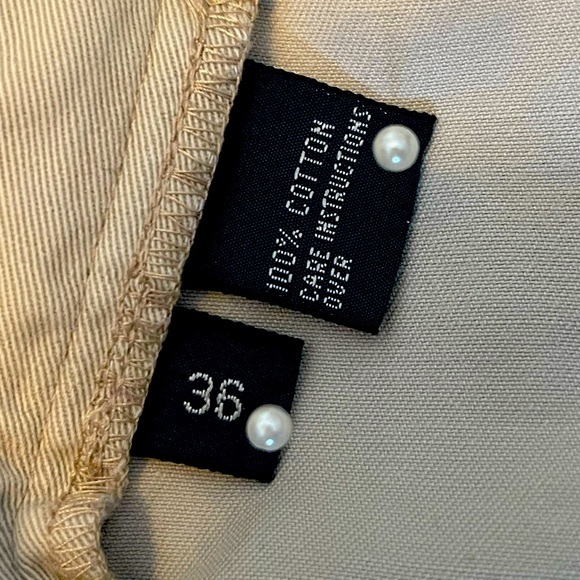 100% COTTON
CARE INSTRUCTIONS
OVER
36